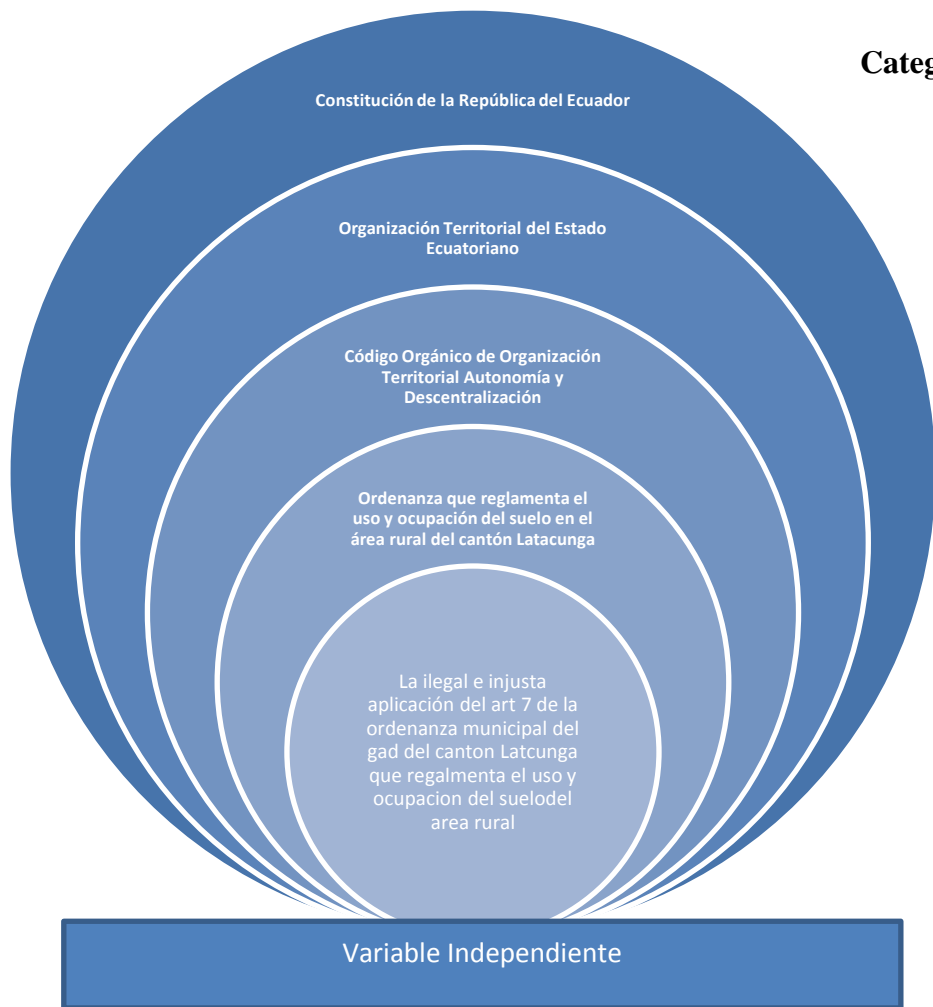 Categ
Constitución de la República del Ecuador
Organización Territorial del Estado
Ecuatoriano
Código Orgánico de Organización
Territorial Autonomía y
Descentralización
Ordenanza que reglamenta el
uso y ocupación del suelo en el
área rural del cantón Latacunga
La ilegal e injusta
aplicación del art 7 de la
ordenanza municipal del
gad del canton Latcunga
que regalmenta el uso y
ocupacion del suelodel
area rural
Variable Independiente